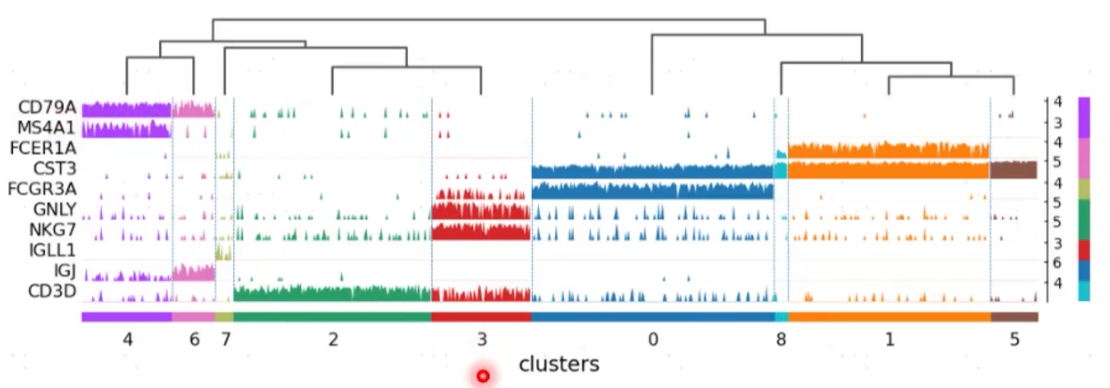 CD79A
MS4A1
FCER1A
CST3
FCGR3A
GNLY
NKG7
IGLL1
IGJ
CD3D
4
3
4
5
4
5
5
3
6
4
4 6 7 2 3 0 8 1 5
clusters